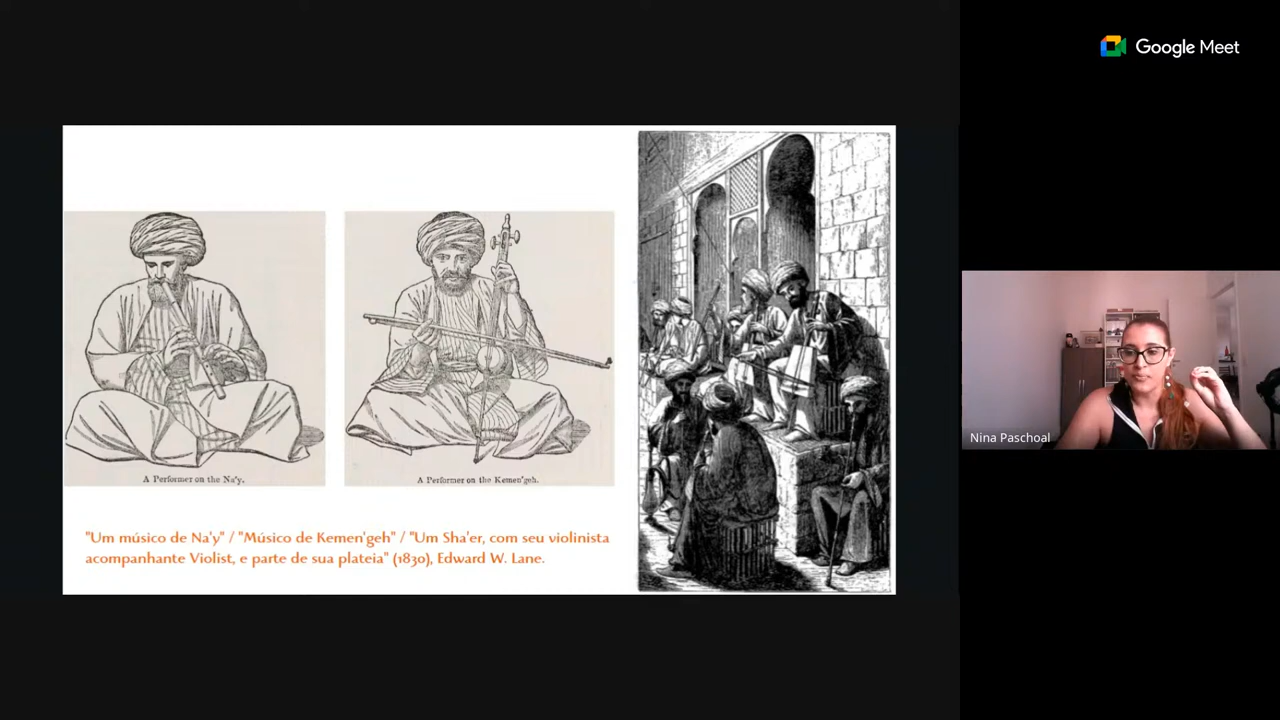 Google Meet
A Performer on the Na'y.
A Performer on the Kemen'geh.
"Um músico de Na'y" / "Músico de Kemen'geh" / "Um Sha'er, com seu violinista
acompanhante Violist, e parte de sua plateia" (1830), Edward W. Lane.
Nina Paschoal